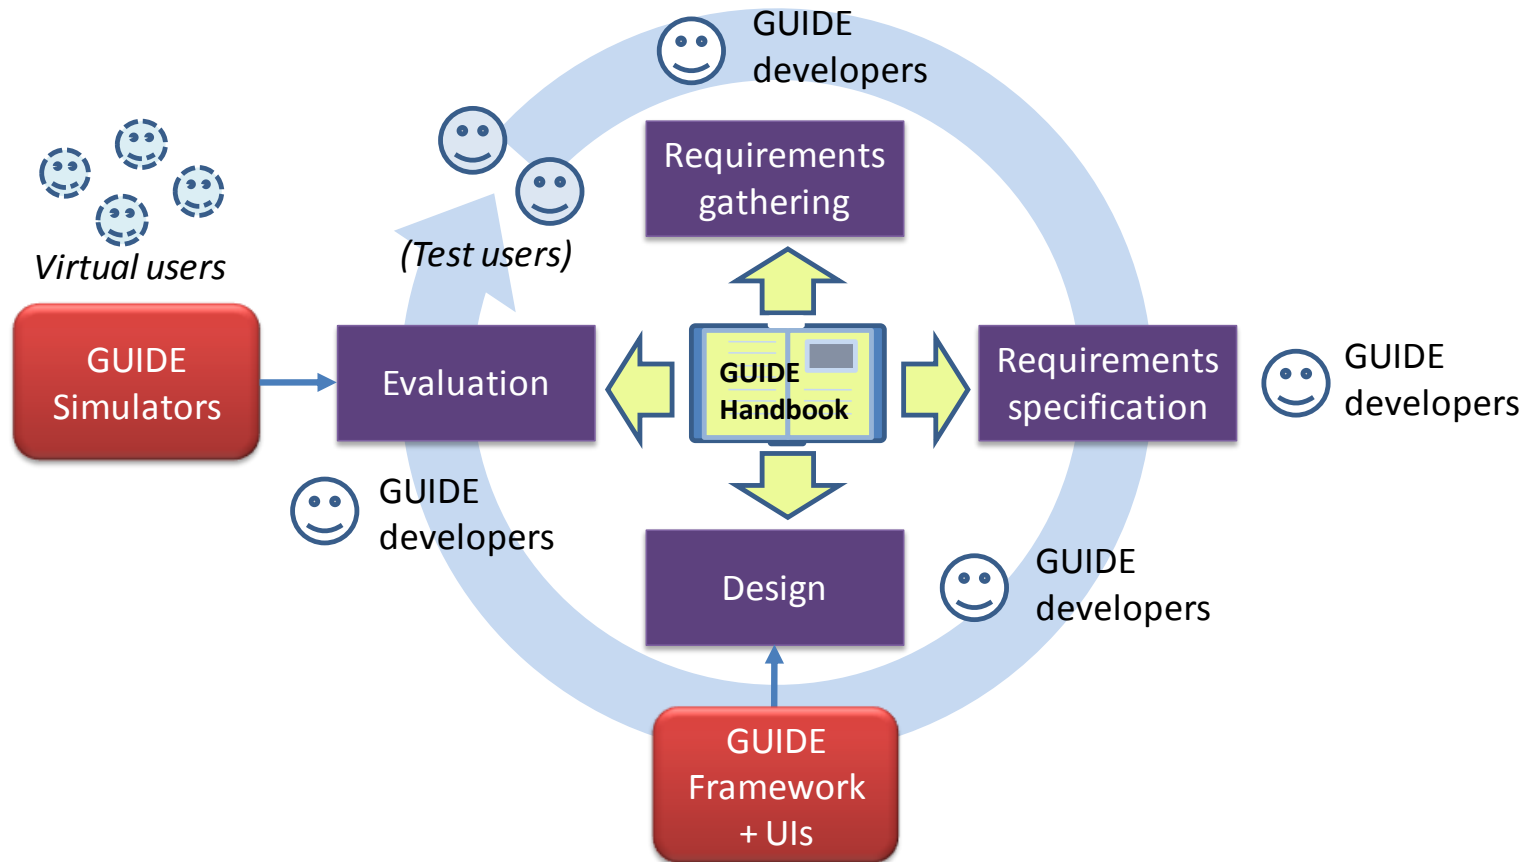 GUIDE
developers
Requirements
gathering
Virtual users
(Test users)
GUIDE
Simulators
Evaluation
GUIDE
Handbook
Requirements
specification
GUIDE
developers
GUIDE
developers
Design
GUIDE
developers
GUIDE
Framework
+ UIs